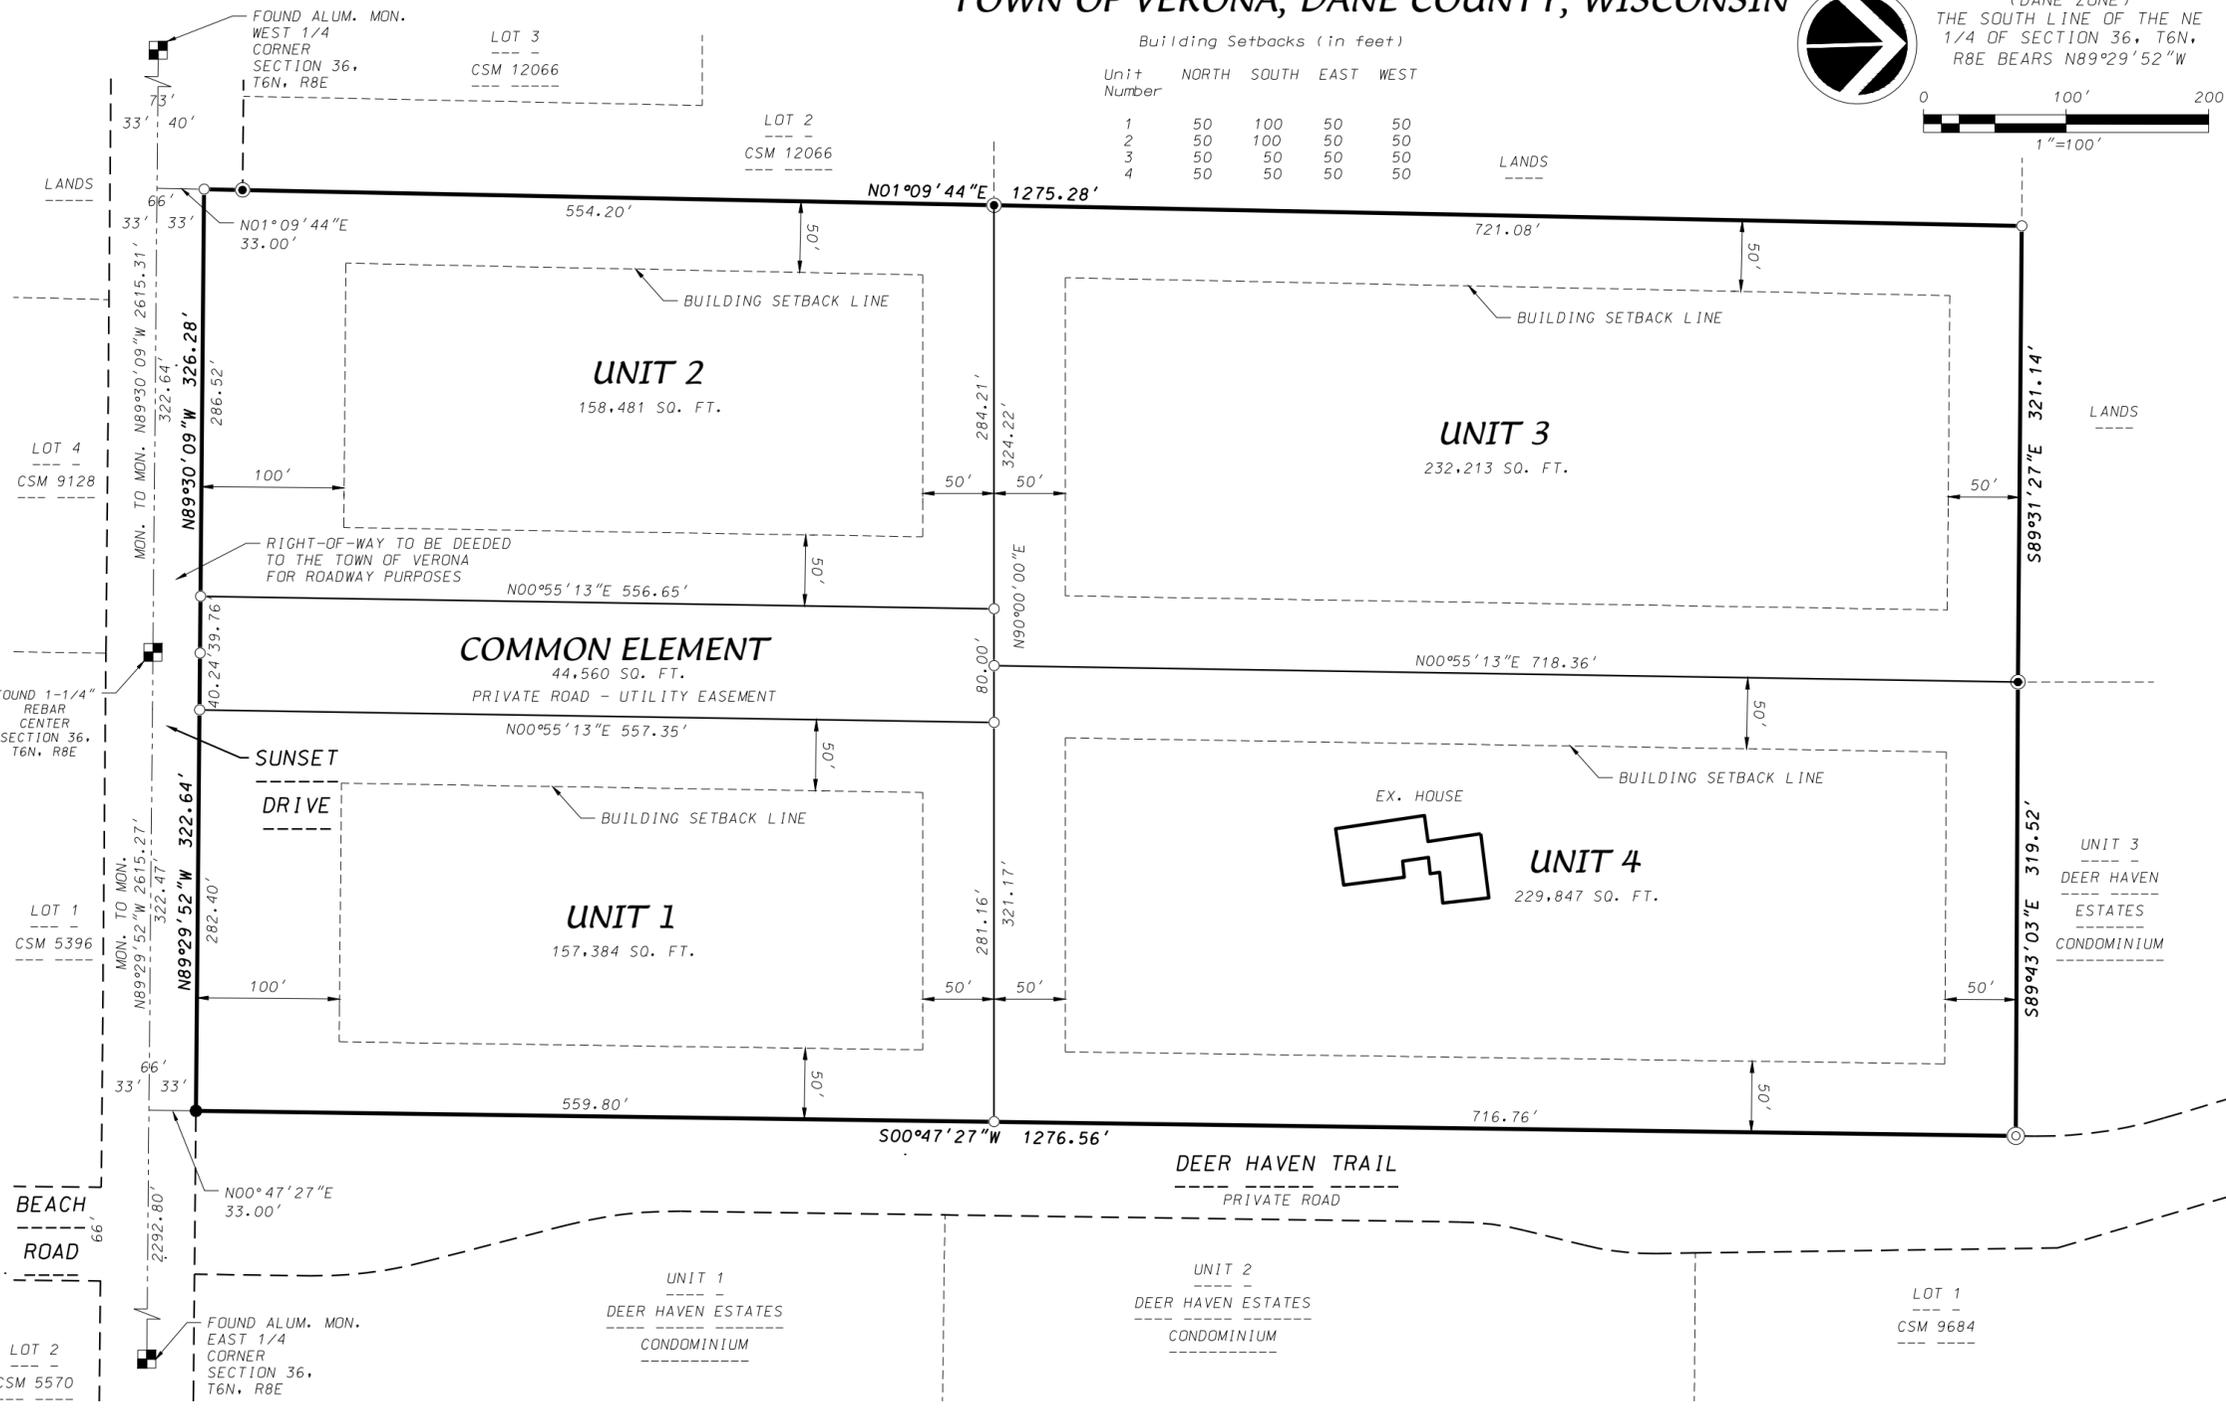 TOWN OF VERONA, DANE COUNTY, WISCONSIN
(DANE ZONE)
THE SOUTH LINE OF THE NE
1/4 OF SECTION 36, T6N,
R8E BEARS N89°29'52"W
0 100' 200
1"=100'
Building Setbacks (in feet)
Unit Number NORTH SOUTH EAST WEST
1 50 100 50 50
2 50 100 50 50
3 50 50 50 50
4 50 50 50 50
FOUND ALUM. MON.
WEST 1/4
CORNER
SECTION 36,
T6N, R8E
LOT 3
CSM 12066
LOT 2
CSM 12066
LANDS
73'
33' 40'
LANDS
66'
33' 33'
N01°09'44"E
33.00'
N01°09'44"E 1275.28'
554.20'
721.08'
50'
50'
BUILDING SETBACK LINE
BUILDING SETBACK LINE
MON. TO MON. N89°30'09"W 2615.31'
322.64'
N89°30'09"W 326.28'
286.52'
UNIT 2
158,481 SQ. FT.
284.21'
324.22'
UNIT 3
232,213 SQ. FT.
S89°31'27"E 321.14'
LANDS
LOT 4
CSM 9128
100'
50'
50'
50'
RIGHT-OF-WAY TO BE DEEDED
TO THE TOWN OF VERONA
FOR ROADWAY PURPOSES
50'
N90°00'00"E
N00°55'13"E 556.65'
39.76'
40.24'
COMMON ELEMENT
44,560 SQ. FT.
PRIVATE ROAD - UTILITY EASEMENT
80.00'
N00°55'13"E 718.36'
FOUND 1-1/4"
REBAR
CENTER
SECTION 36,
T6N, R8E
N00°55'13"E 557.35'
50'
50'
SUNSET
DRIVE
BUILDING SETBACK LINE
BUILDING SETBACK LINE
EX. HOUSE
MON. TO MON.
N89°29'52"W 2615.27'
322.47'
N89°29'52"W 322.64'
282.40'
UNIT 1
157,384 SQ. FT.
281.16'
321.17'
UNIT 4
229,847 SQ. FT.
S89°43'03"E 319.52'
UNIT 3
DEER HAVEN
ESTATES
CONDOMINIUM
LOT 1
CSM 5396
100'
50'
50'
50'
66'
33' 33'
50'
50'
559.80'
716.76'
S00°47'27"W 1276.56'
DEER HAVEN TRAIL
PRIVATE ROAD
N00°47'27"E
33.00'
BEACH
ROAD
66'
2292.80'
UNIT 1
DEER HAVEN ESTATES
CONDOMINIUM
UNIT 2
DEER HAVEN ESTATES
CONDOMINIUM
LOT 1
CSM 9684
FOUND ALUM. MON.
EAST 1/4
CORNER
SECTION 36,
T6N, R8E
LOT 2
CSM 5570